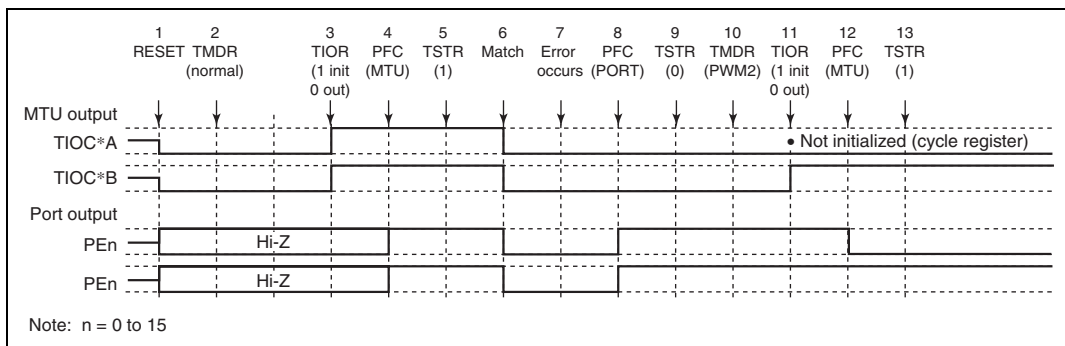 1 2 3 4 5 6 7 8 9 10 11 12 13
RESET TMDR TIOR PFC TSTR Match Error PFC TSTR TMDR TIOR PFC TSTR
(normal) (1 init (MTU) (1) occurs (PORT) (0) (PWM2) (1 init (MTU) (1)
0 out) 0 out)
MTU output
TIOC*A • Not initialized (cycle register)
TIOC*B
Port output
PEn Hi-Z
PEn Hi-Z
Note: n = 0 to 15